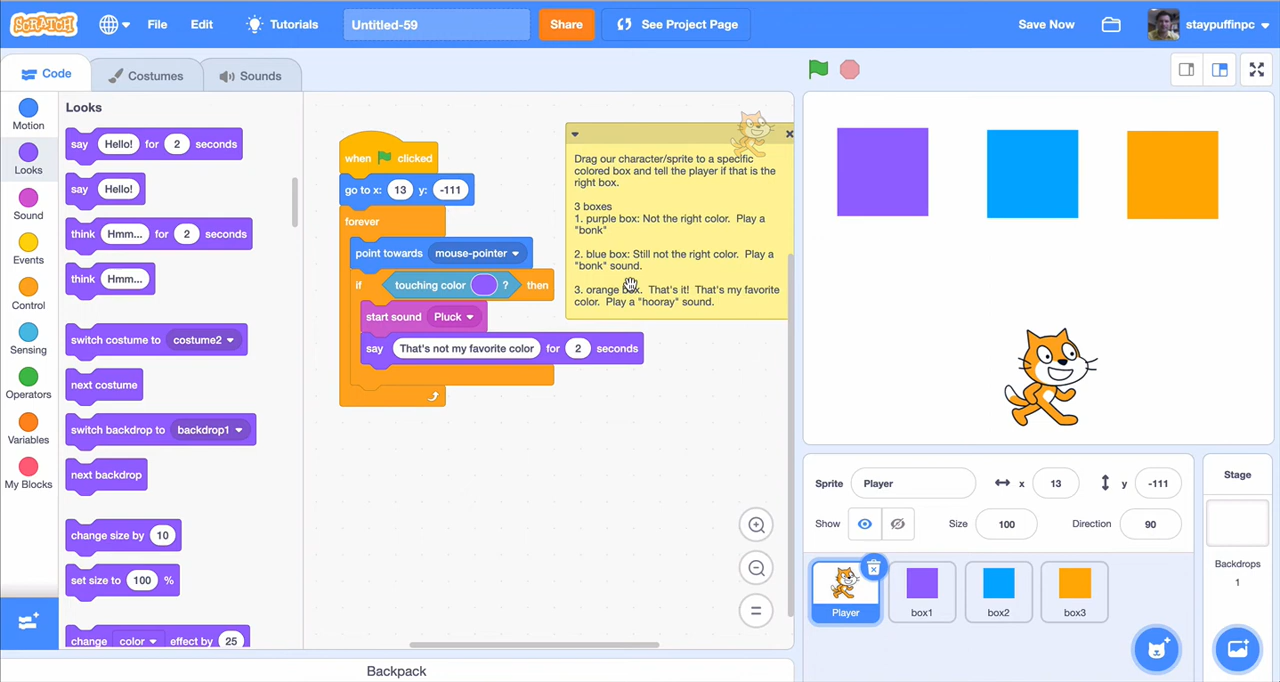 SCRATCH
File
Edit
Tutorials
Untitled-59
Share
See Project Page
Save Now
staypuffinpc
Code
Costumes
Sounds
Motion
Looks
Sound
Events
Control
Sensing
Operators
Variables
My Blocks
Looks
say Hello! for 2 seconds
say Hello!
think Hmm... for 2 seconds
think Hmm...
switch costume to costume2
next costume
switch backdrop to backdrop1
next backdrop
change size by 10
set size to 100 %
change color effect by 25
when clicked
go to x: 13 y: -111
forever
point towards mouse-pointer
if touching color ? then
start sound Pluck
say That's not my favorite color for 2 seconds
Drag our character/sprite to a specific
colored box and tell the player if that is the
right box.
3 boxes
1. purple box: Not the right color. Play a
"bonk"
2. blue box: Still not the right color. Play a
"bonk" sound.
3. orange box. That's it! That's my favorite
color. Play a "hooray" sound.
Backpack
Sprite Player x 13 y -111
Show Size 100 Direction 90
Player
box1
box2
box3
Stage
Backdrops
1